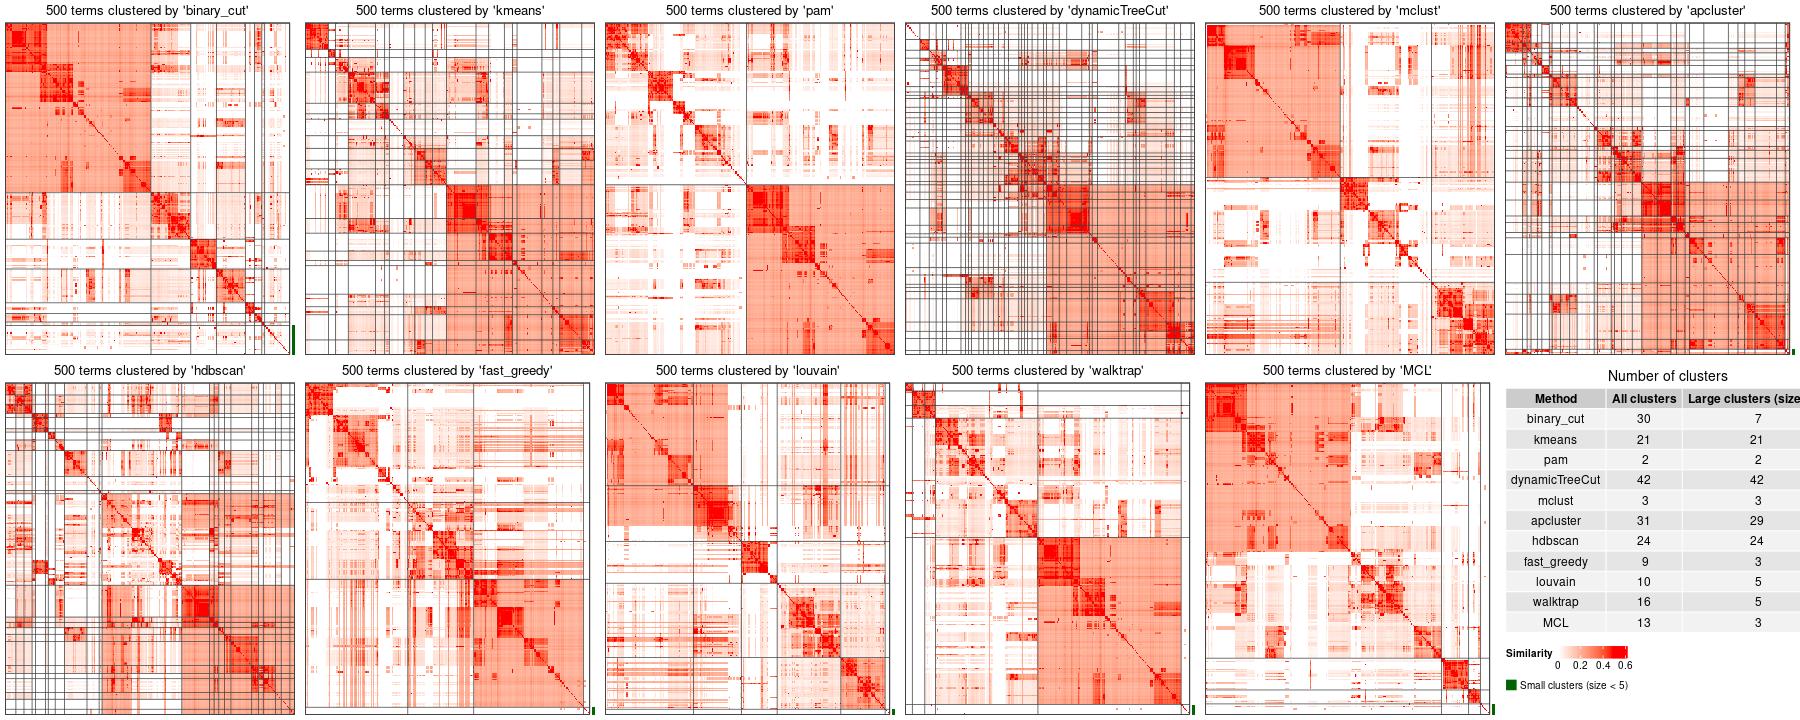 500 terms clustered by 'binary_cut'
500 terms clustered by 'kmeans'
500 terms clustered by 'pam'
500 terms clustered by 'dynamicTreeCut'
500 terms clustered by 'mclust'
500 terms clustered by 'apcluster'
500 terms clustered by 'hdbscan'
500 terms clustered by 'fast_greedy'
500 terms clustered by 'louvain'
500 terms clustered by 'walktrap'
500 terms clustered by 'MCL'
Number of clusters
Method All clusters Large clusters (size
binary_cut 30 7
kmeans 21 21
pam 2 2
dynamicTreeCut 42 42
mclust 3 3
apcluster 31 29
hdbscan 24 24
fast_greedy 9 3
louvain 10 5
walktrap 16 5
MCL 13 3
Similarity
0 0.2 0.4 0.6
Small clusters (size < 5)